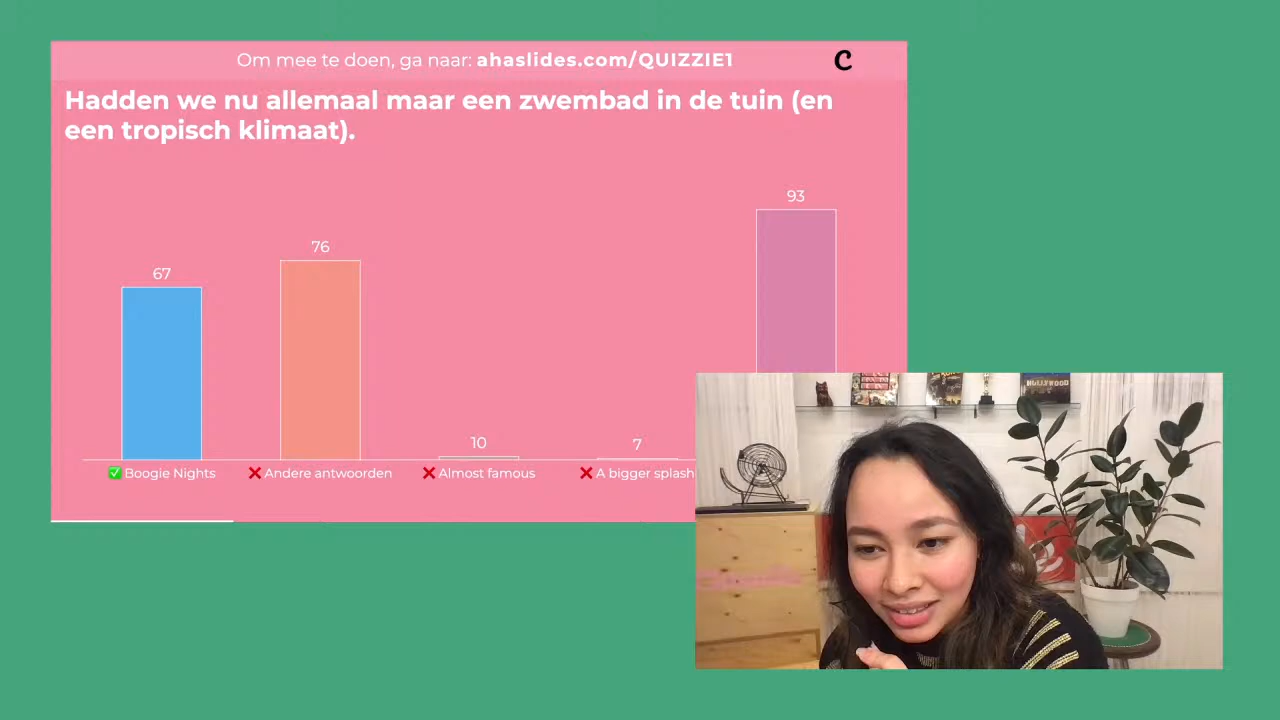 Om mee te doen, ga naar: ahaslides.com/QUIZZIE1
C
Hadden we nu allemaal maar een zwembad in de tuin (en
een tropisch klimaat).
93
76
67
10
7
✅ Boogie Nights
❌ Andere antwoorden
❌ Almost famous
❌ A bigger splash
HOLLYWOOD